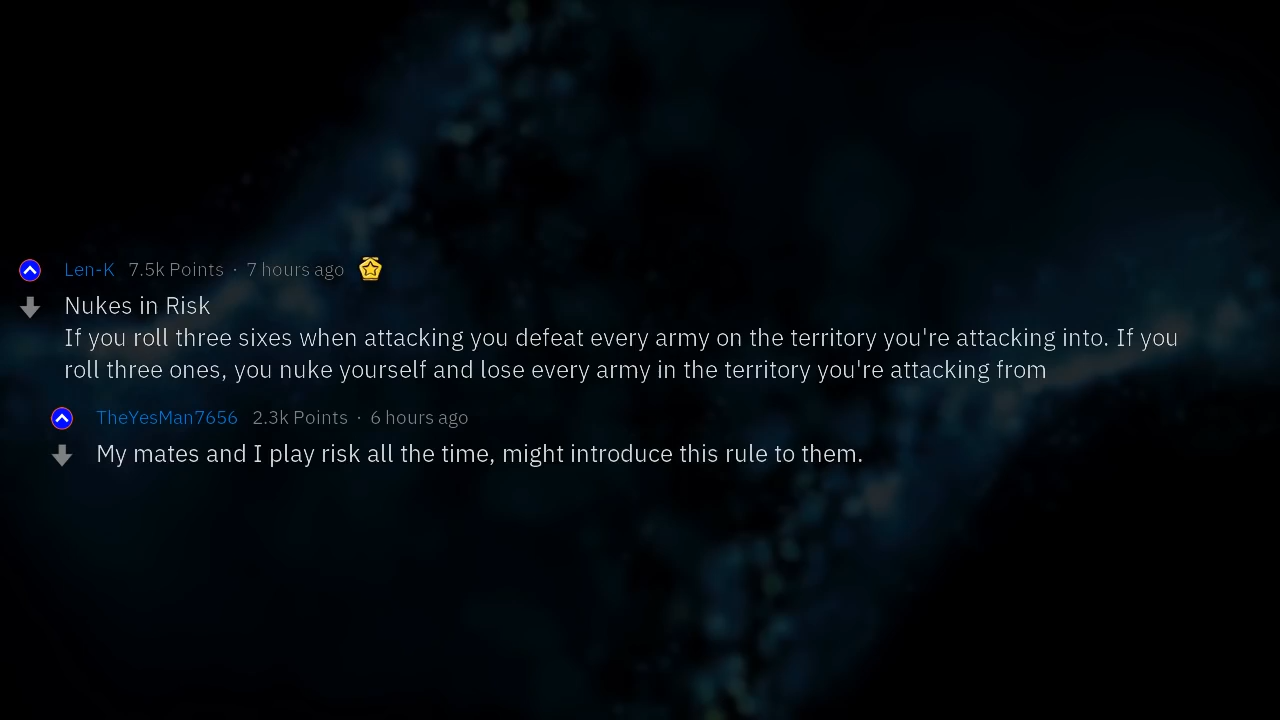 Len-K 7.5k Points · 7 hours ago
Nukes in Risk
If you roll three sixes when attacking you defeat every army on the territory you're attacking into. If you
roll three ones, you nuke yourself and lose every army in the territory you're attacking from
TheYesMan7656 2.3k Points · 6 hours ago
My mates and I play risk all the time, might introduce this rule to them.